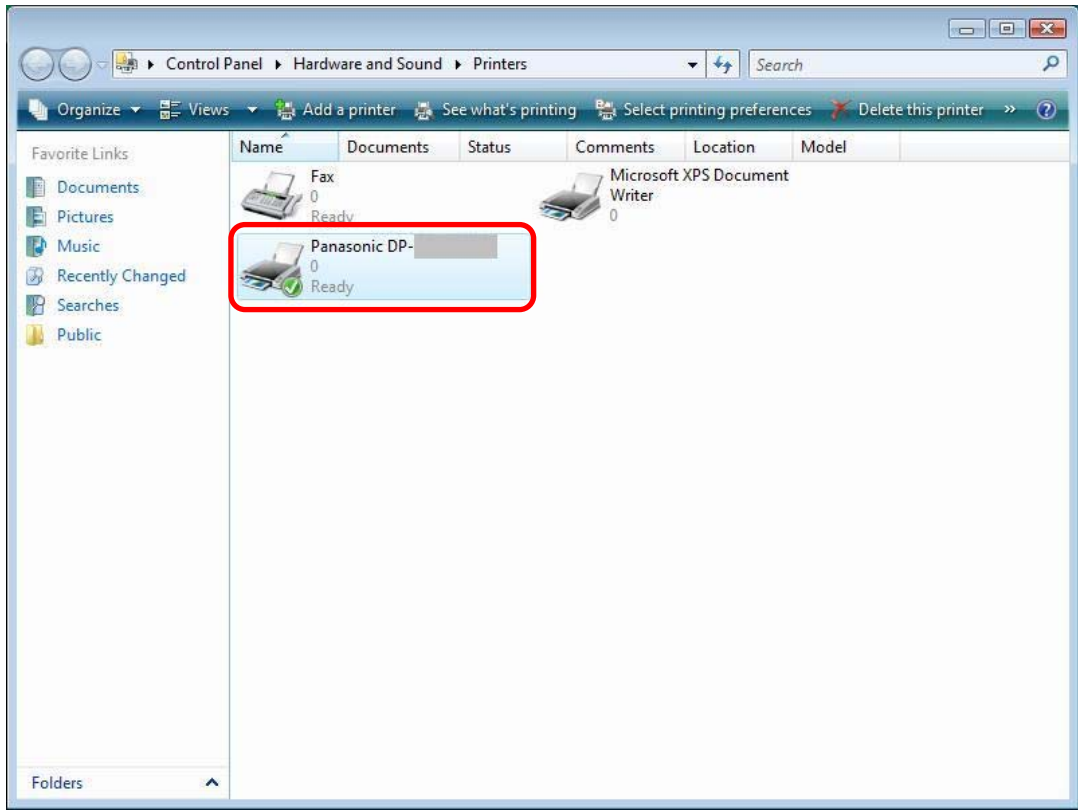 Control Panel Hardware and Sound Printers Search
Organize Views Add a printer See what's printing Select printing preferences Delete this printer »
Favorite Links
Documents
Pictures
Music
Recently Changed
Searches
Public
Folders
Name Documents Status Comments Location Model
Fax
0
Ready
Microsoft XPS Document
Writer
0
Panasonic DP-
0
Ready